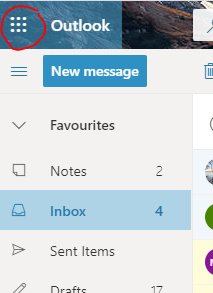 Outlook
New message
Favourites
Notes 2
Inbox 4
Sent Items
Drafts 17